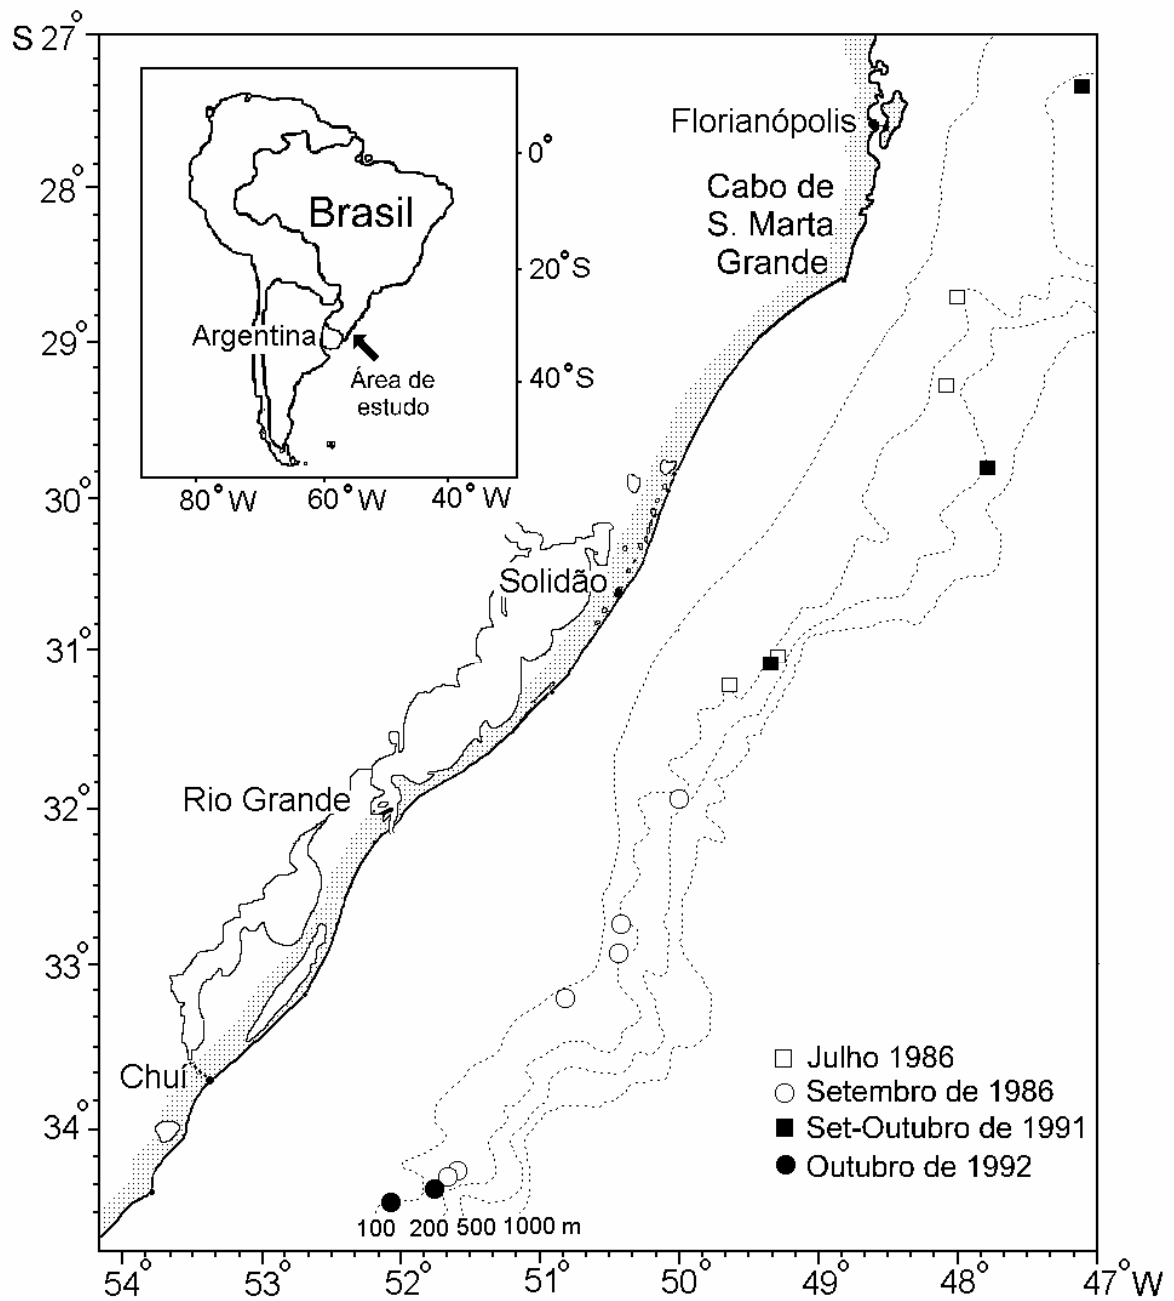 S 27°
28°
29°
30°
31°
32°
33°
34°
Brasil
Argentina
Área de
estudo
0°
20°S
40°S
80°W
60°W
40°W
Florianópolis
Cabo de
S. Marta
Grande
Solidão
Rio Grande
Chuí
Julho 1986
Setembro de 1986
Set-Outubro de 1991
Outubro de 1992
100 200 500 1000 m
54° 53° 52° 51° 50° 49° 48° 47°W